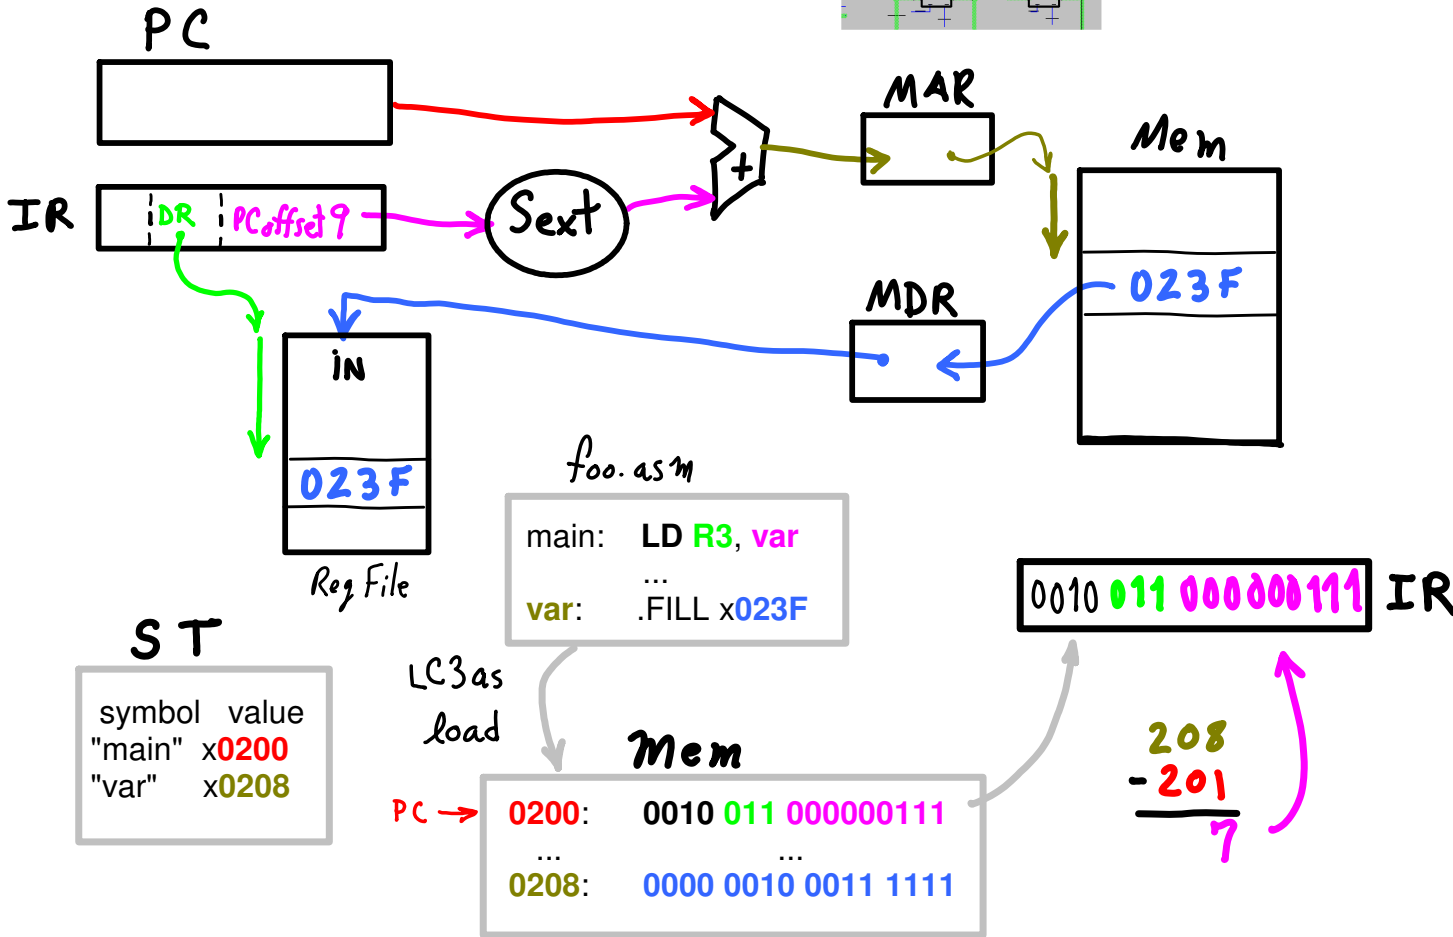 PC
MAR
Mem
IR DR PCoffset9
Sext
+
023F
MDR
IN
023F
Reg File
foo.asm
main: LD R3, var
...
var: .FILL x023F
0010 011 000000111 IR
ST
symbol value
"main" x0200
"var" x0208
LC3as
load
Mem
PC → 0200: 0010 011 000000111
... ...
0208: 0000 0010 0011 1111
208
-201
7